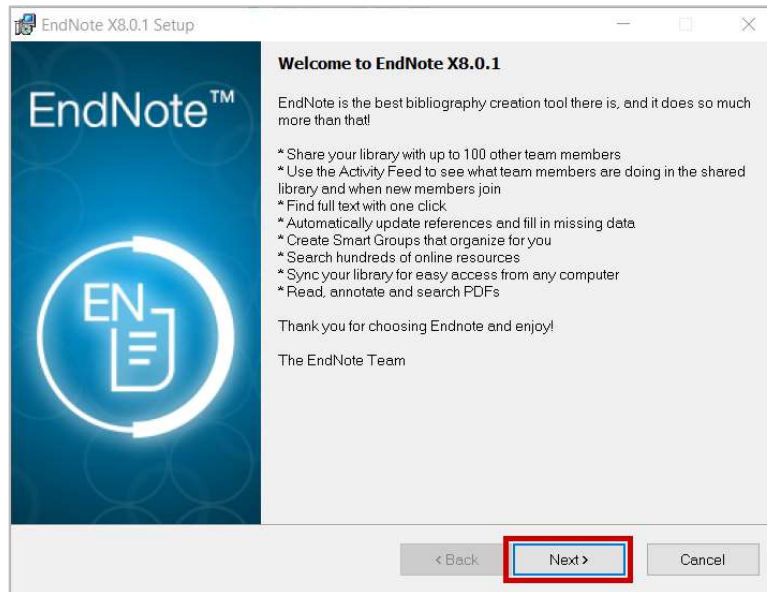 EndNote X8.0.1 Setup
EndNote™
EN
Welcome to EndNote X8.0.1
EndNote is the best bibliography creation tool there is, and it does so much
more than that!
* Share your library with up to 100 other team members
* Use the Activity Feed to see what team members are doing in the shared
library and when new members join
* Find full text with one click
* Automatically update references and fill in missing data
* Create Smart Groups that organize for you
* Search hundreds of online resources
* Sync your library for easy access from any computer
* Read, annotate and search PDFs
Thank you for choosing Endnote and enjoy!
The EndNote Team
< Back Next > Cancel